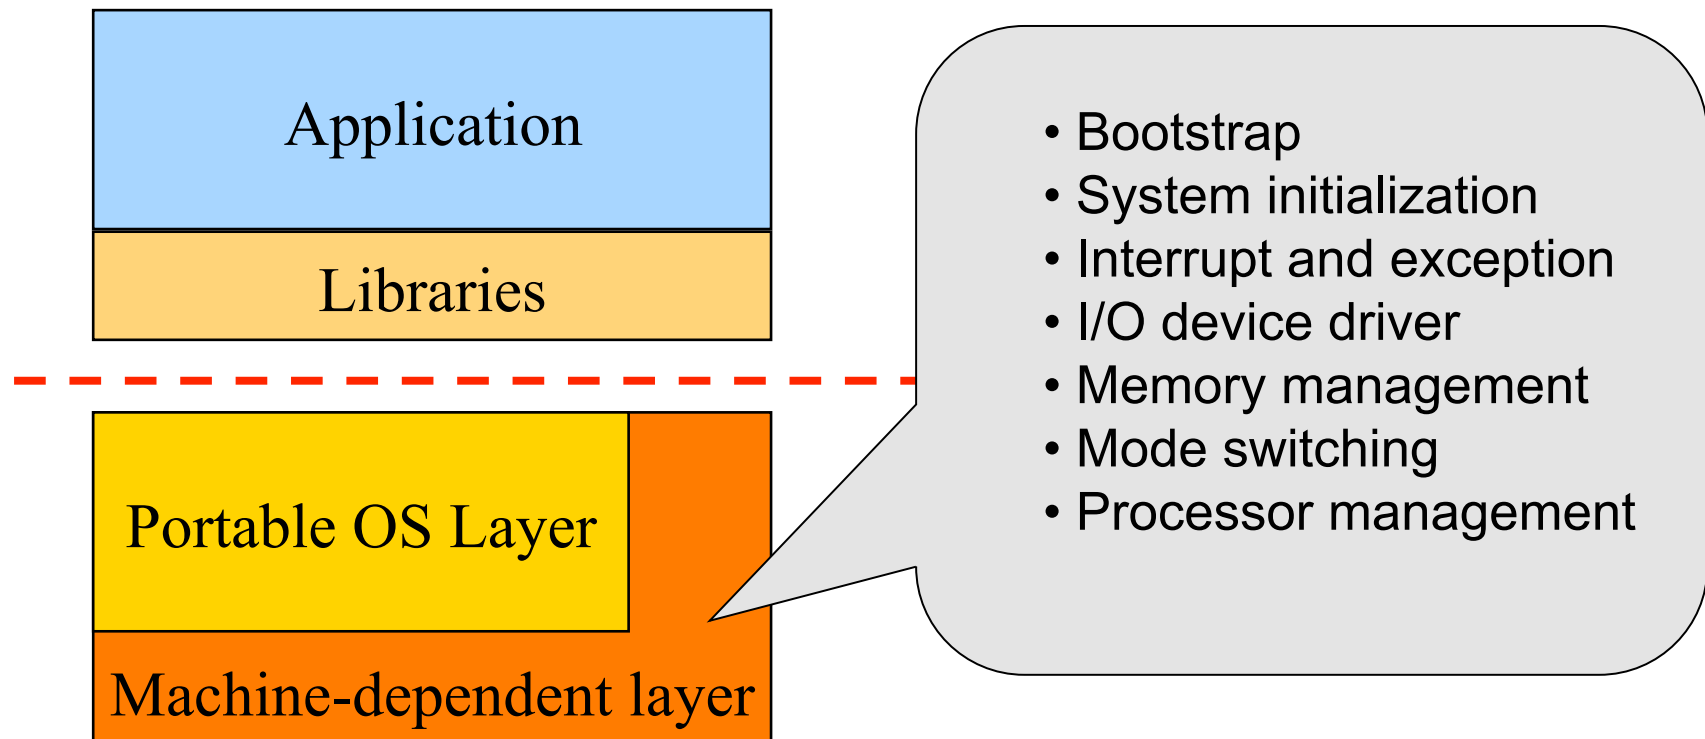 Application
Libraries
Portable OS Layer
Machine-dependent layer
• Bootstrap
• System initialization
• Interrupt and exception
• I/O device driver
• Memory management
• Mode switching
• Processor management